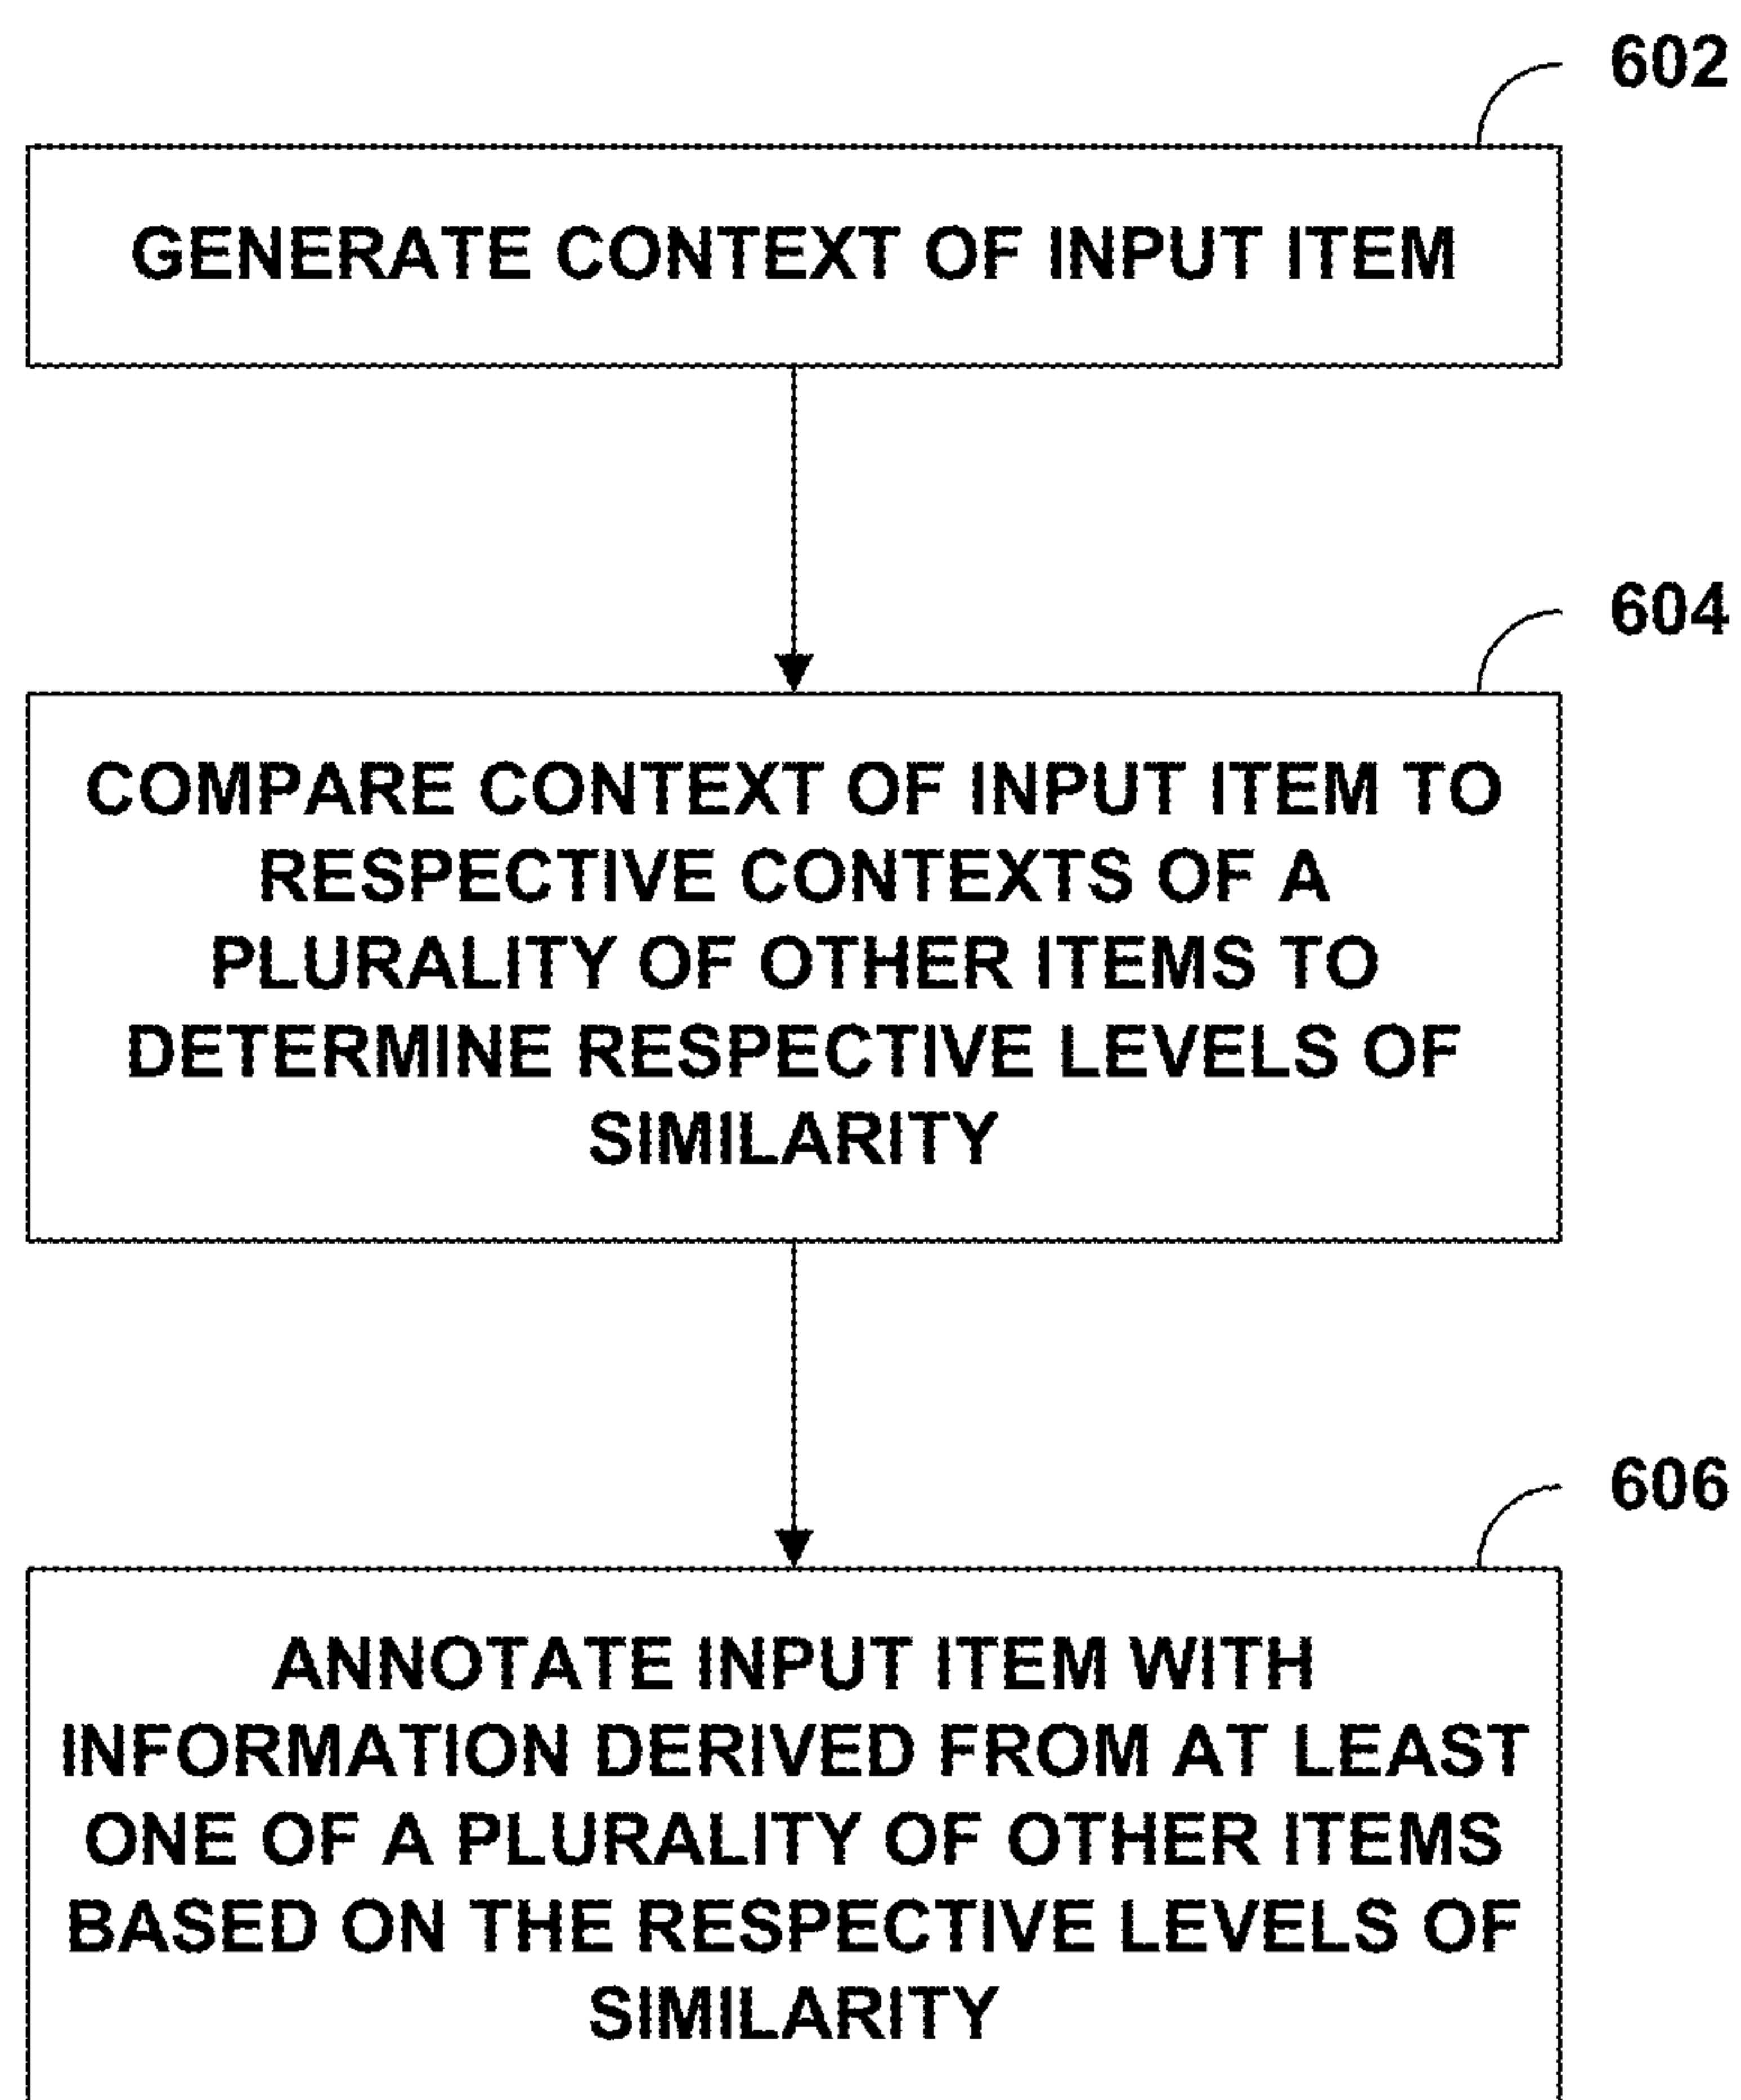 602
GENERATE CONTEXT OF INPUT ITEM
604
COMPARE CONTEXT OF INPUT ITEM TO
RESPECTIVE CONTEXTS OF A
PLURALITY OF OTHER ITEMS TO
DETERMINE RESPECTIVE LEVELS OF
SIMILARITY
606
ANNOTATE INPUT ITEM WITH
INFORMATION DERIVED FROM AT LEAST
ONE OF A PLURALITY OF OTHER ITEMS
BASED ON THE RESPECTIVE LEVELS OF
SIMILARITY